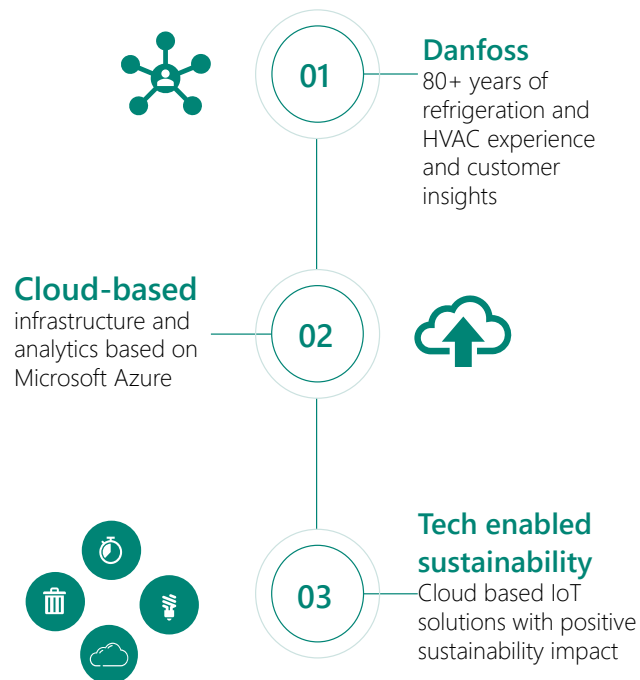 01
Danfoss
80+ years of
refrigeration and
HVAC experience
and customer
insights
Cloud-based
infrastructure and
analytics based on
Microsoft Azure
02
03
Tech enabled
sustainability
Cloud based IoT
solutions with positive
sustainability impact